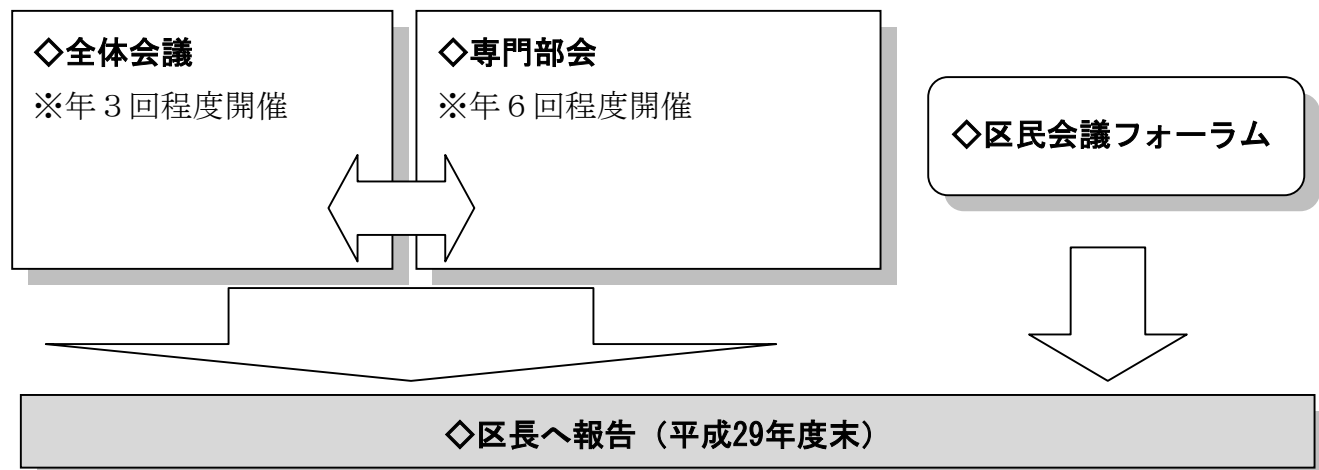 ◇全体会議
※年３回程度開催
◇専門部会
※年６回程度開催
◇区民会議フォーラム
◇区長へ報告（平成29年度末）